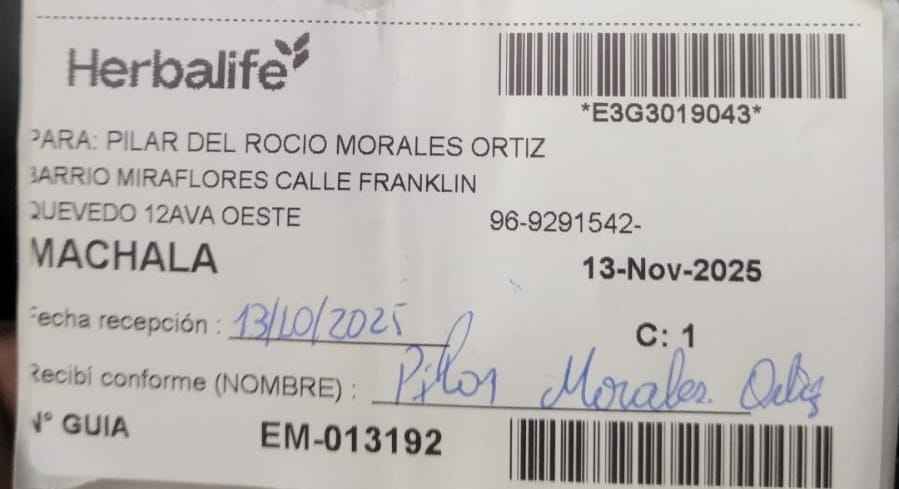 Herbalife
*E3G3019043*
PARA: PILAR DEL ROCIO MORALES ORTIZ
BARRIO MIRAFLORES CALLE FRANKLIN
QUEVEDO 12AVA OESTE 96-9291542-
MACHALA 13-Nov-2025
Fecha recepción : 13/10/2025
C: 1
Recibí conforme (NOMBRE) : Pilar Morales Ortiz
N° GUIA EM-013192